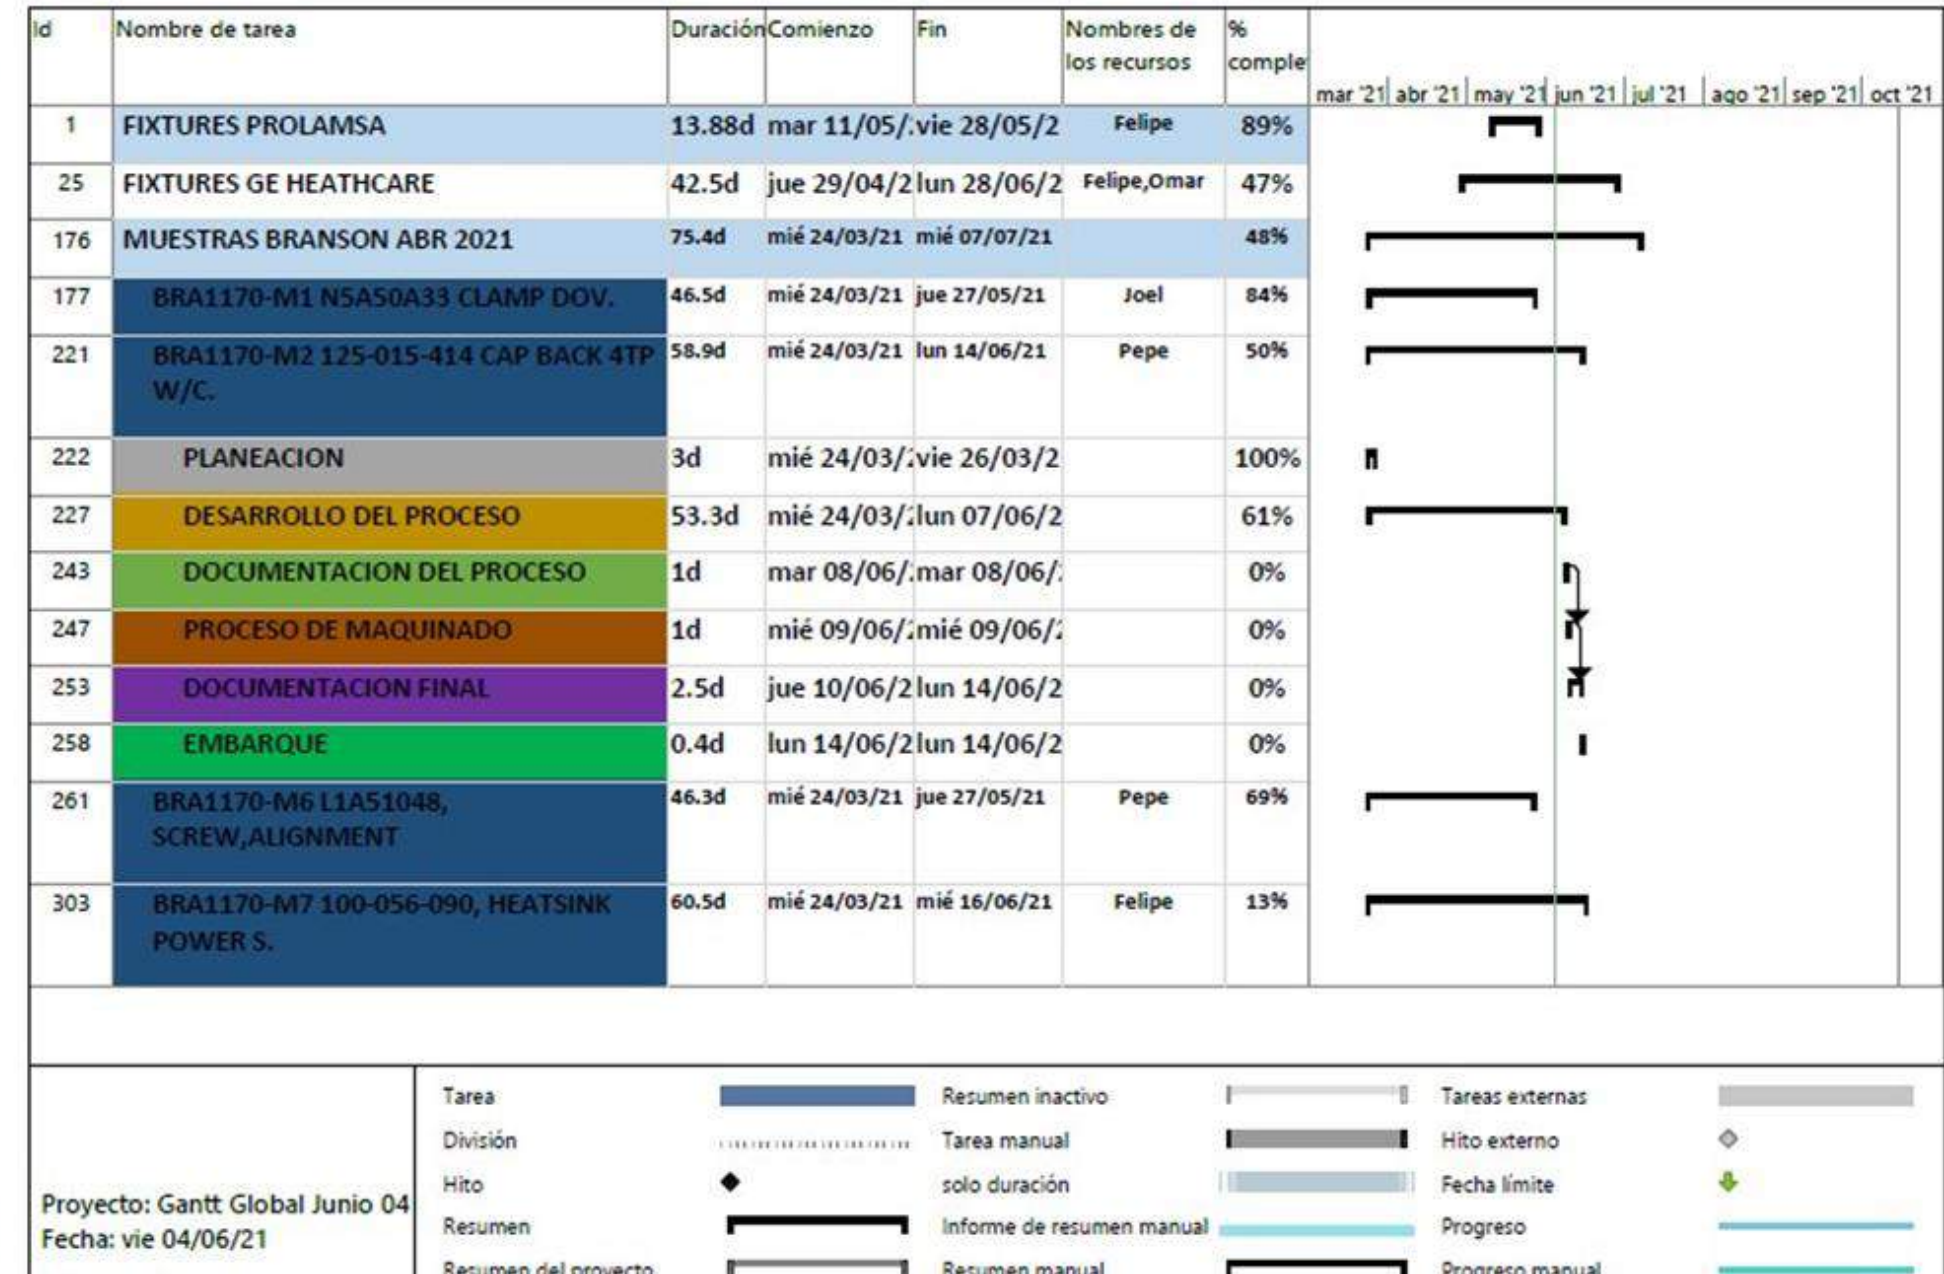 Id Nombre de tarea Duración Comienzo Fin Nombres de los recursos % comple
mar '21 abr '21 may '21 jun '21 jul '21 ago '21 sep '21 oct '21
1 FIXTURES PROLAMSA 13.88d mar 11/05/ vie 28/05/2 Felipe 89%
25 FIXTURES GE HEATHCARE 42.5d jue 29/04/2 lun 28/06/2 Felipe,Omar 47%
176 MUESTRAS BRANSON ABR 2021 75.4d mié 24/03/21 mié 07/07/21 48%
177 BRA1170-M1 N5A50A33 CLAMP DOV. 46.5d mié 24/03/21 jue 27/05/21 Joel 84%
221 BRA1170-M2 125-015-414 CAP BACK 4TP 58.9d mié 24/03/21 lun 14/06/21 Pepe 50%
W/C.
222 PLANEACION 3d mié 24/03/ vie 26/03/2 100%
227 DESARROLLO DEL PROCESO 53.3d mié 24/03/ lun 07/06/2 61%
243 DOCUMENTACION DEL PROCESO 1d mar 08/06/ mar 08/06/ 0%
247 PROCESO DE MAQUINADO 1d mié 09/06/ mié 09/06/ 0%
253 DOCUMENTACION FINAL 2.5d jue 10/06/2 lun 14/06/2 0%
258 EMBARQUE 0.4d lun 14/06/2 lun 14/06/2 0%
261 BRA1170-M6 L1A51048, 46.3d mié 24/03/21 jue 27/05/21 Pepe 69%
SCREW,ALIGNMENT
303 BRA1170-M7 100-056-090, HEATSINK 60.5d mié 24/03/21 mié 16/06/21 Felipe 13%
POWER S.
Proyecto: Gantt Global Junio 04
Fecha: vie 04/06/21
Tarea Resumen inactivo Tareas externas
División Tarea manual Hito externo
Hito solo duración Fecha límite
Resumen Informe de resumen manual Progreso
Resumen del proyecto Resumen manual Progreso manual